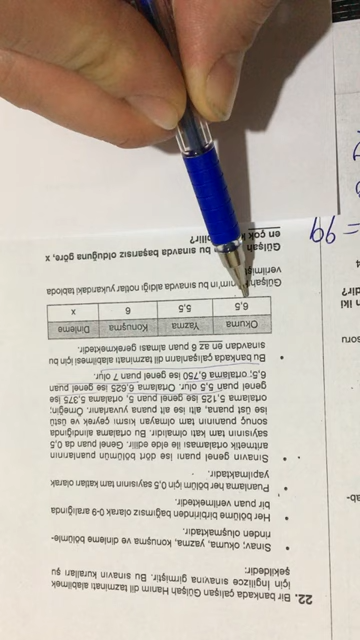 22. Bir bankada çalışan Gülşah Hanım dil tazminatı alabilmek
için İngilizce sınavına girmiştir. Bu sınavın kuralları şu
şekildedir.
• Sınav; okuma, yazma, konuşma ve dinleme bölümle-
rinden oluşmaktadır.
• Her bölüme birbirinden bağımsız olarak 0-9 aralığında
bir puan verilmektedir.
• Puanlama her bölüm için 0,5 sayısının tam katları olarak
yapılmaktadır.
• Sınavın genel puanı ise dört bölümün puanlarının
aritmetik ortalaması ile elde edilir. Genel puan da 0,5
sayısının tam katı olmalıdır. Bu ortalama alındığında
sonuç puanının tam olmayan kısmı çeyrek ve üstü
ise üst puana, altı ise alt puana yuvarlanır. Örneğin;
ortalama 5,125 ise genel puan 5, ortalama 5,375 ise
genel puan 5,5 olur. Ortalama 6,625 ise genel puan
6,5; ortalama 6,750 ise genel puan 7 olur.
• Bu bankada çalışanların dil tazminatı alabilmesi için bu
sınavdan en az 6 puan alması gerekmektedir.
Okuma Yazma Konuşma Dinleme
6,5 5,5 6 x
Gülşah Hanım'ın bu sınavda aldığı notlar yukarıdaki tabloda
verilmiştir.
Gülşah bu sınavda başarısız olduğuna göre, x
en çok
= 99
4
iki
dir?
soru
-ab-